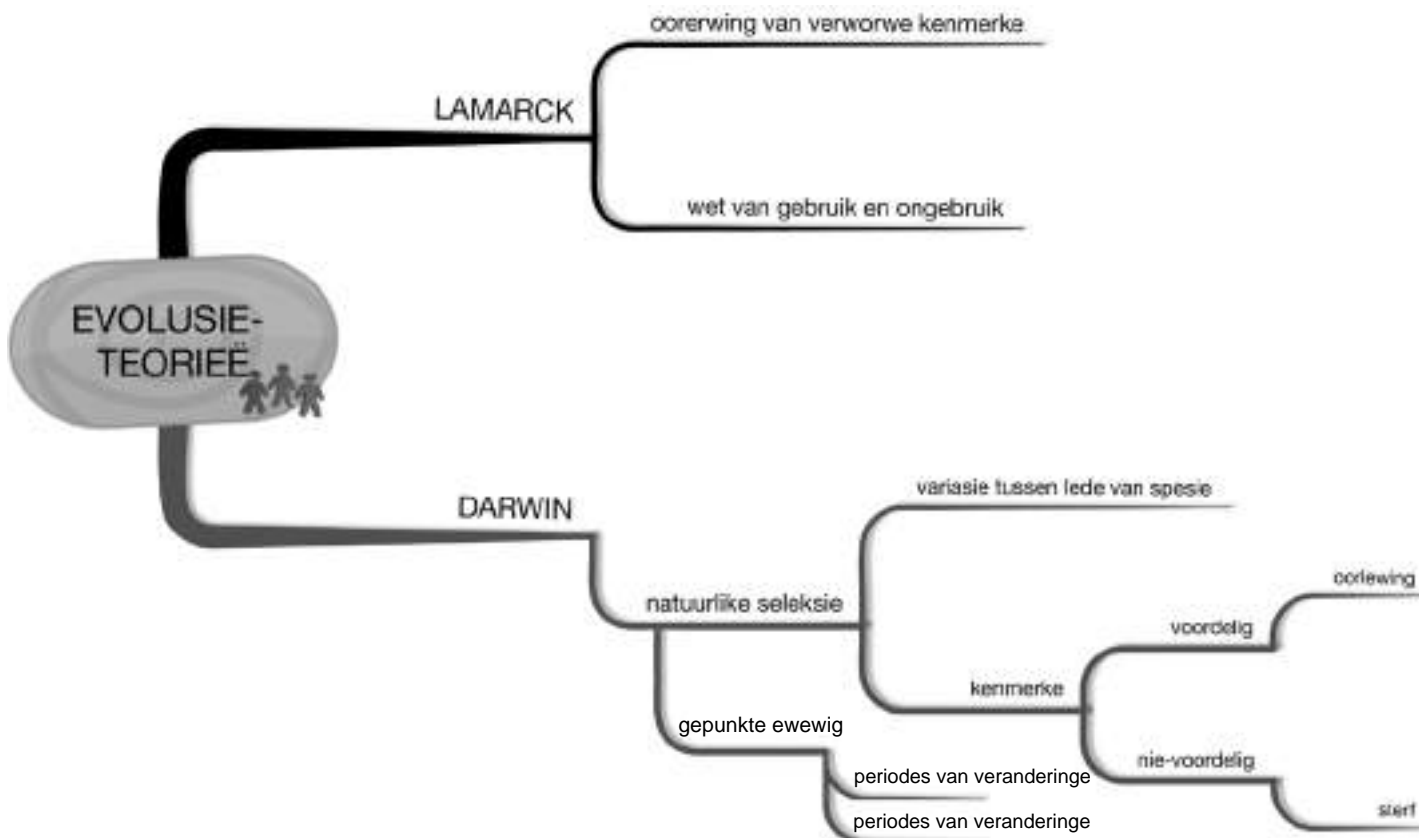 oorerwing van verworwe kenmerke
LAMARCK
wet van gebruik en ongebruik
EVOLUSIE-
TEORIEË
DARWIN
variasie tussen lede van spesie
natuurlike seleksie
oorlewing
voordelig
kenmerke
gepunkte ewewig
nie-voordelig
periodes van veranderinge
sterf
periodes van veranderinge